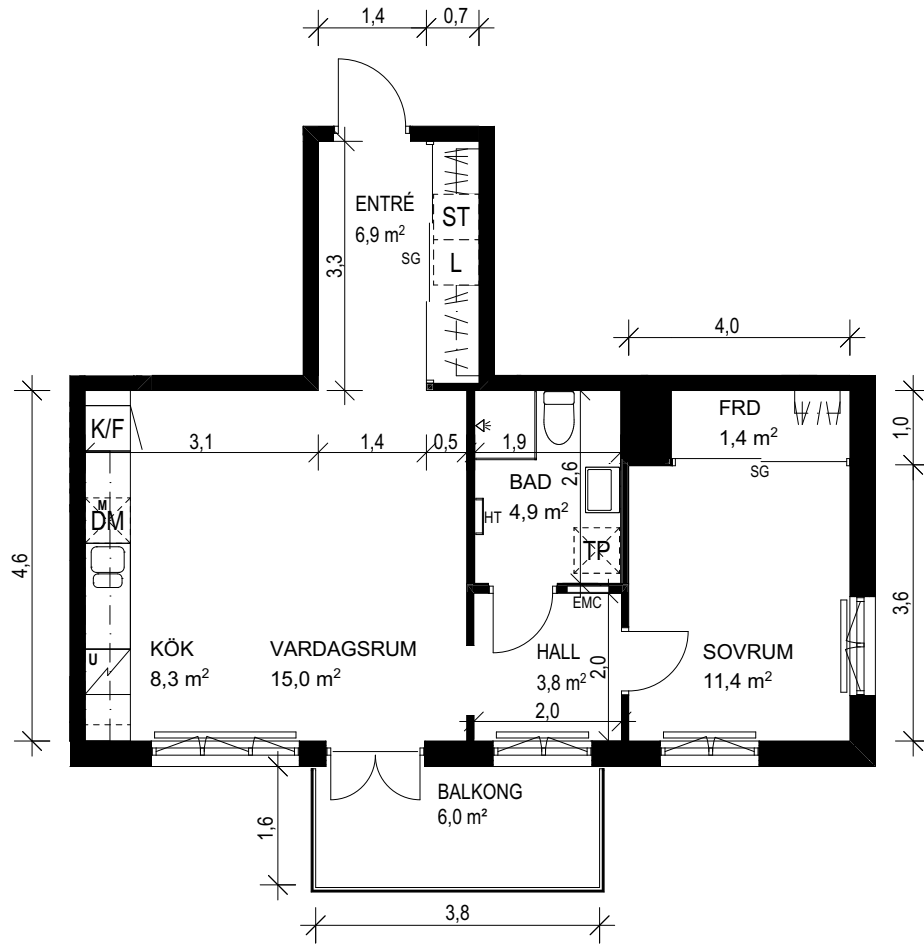 1,4
0,7
ENTRÉ
6,9 m²
ST
SG
L
3,3
4,0
K/F
FRD
1,4 m²
1,0
3,1
1,4
0,5
1,9
SG
2,6
BAD
4,9 m²
M
DM
HT
TP
4,6
EMC
3,6
KÖK
8,3 m²
VARDAGSRUM
15,0 m²
U
HALL
3,8 m²
2,0
SOVRUM
11,4 m²
2,0
BALKONG
6,0 m²
1,6
3,8